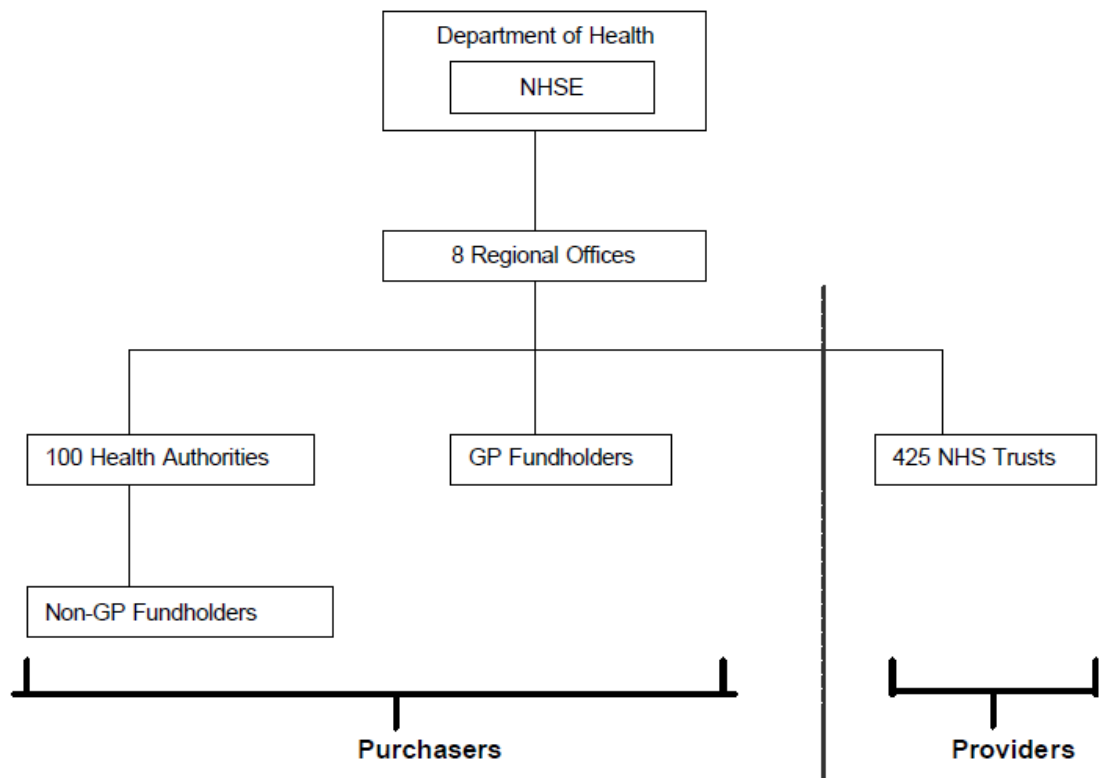 Department of Health
NHSE
8 Regional Offices
100 Health Authorities
GP Fundholders
425 NHS Trusts
Non-GP Fundholders
Purchasers
Providers